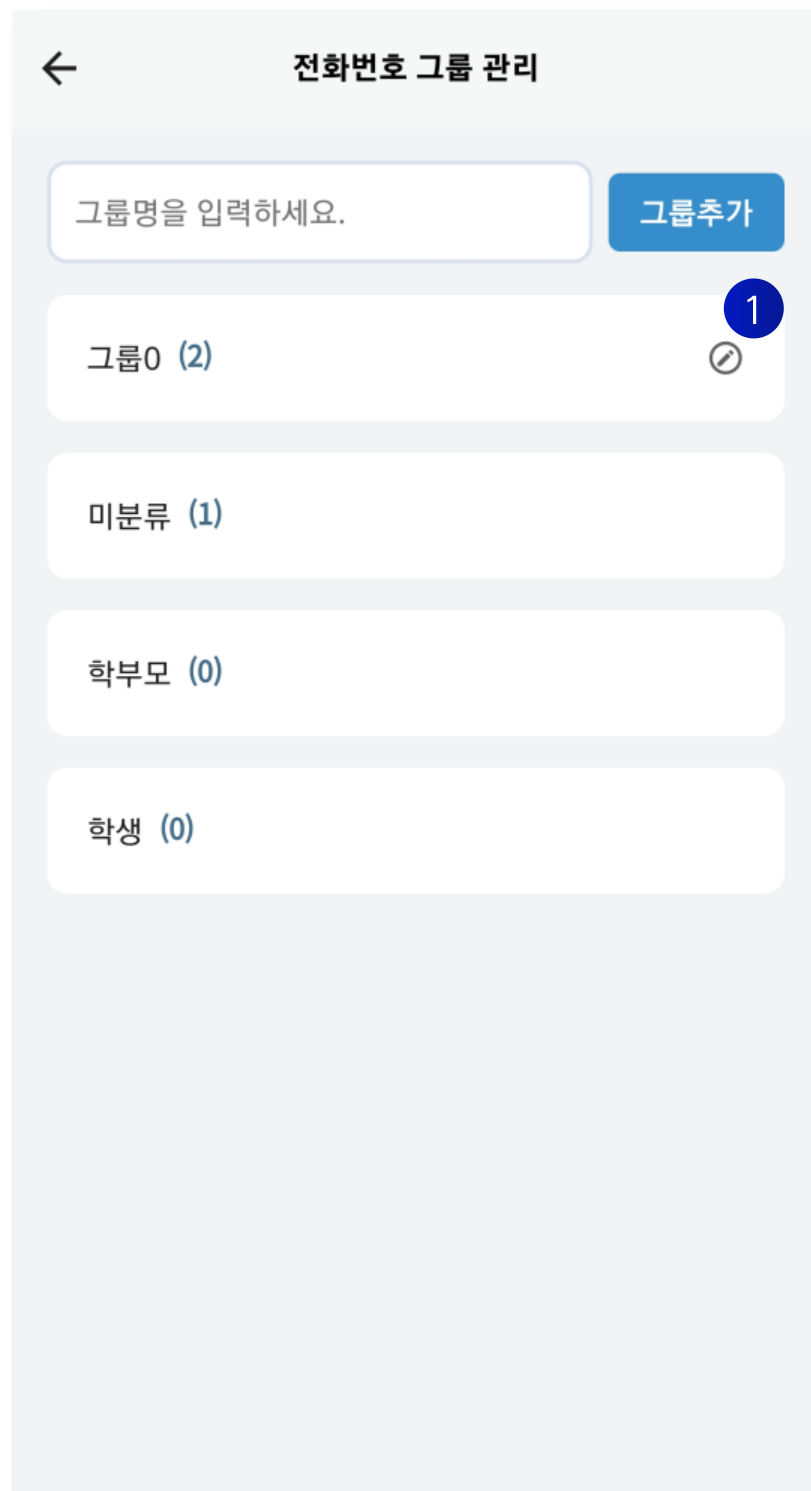 전화번호 그룹 관리
그룹명을 입력하세요.
그룹추가
1
그룹0 (2)
미분류 (1)
학부모 (0)
학생 (0)